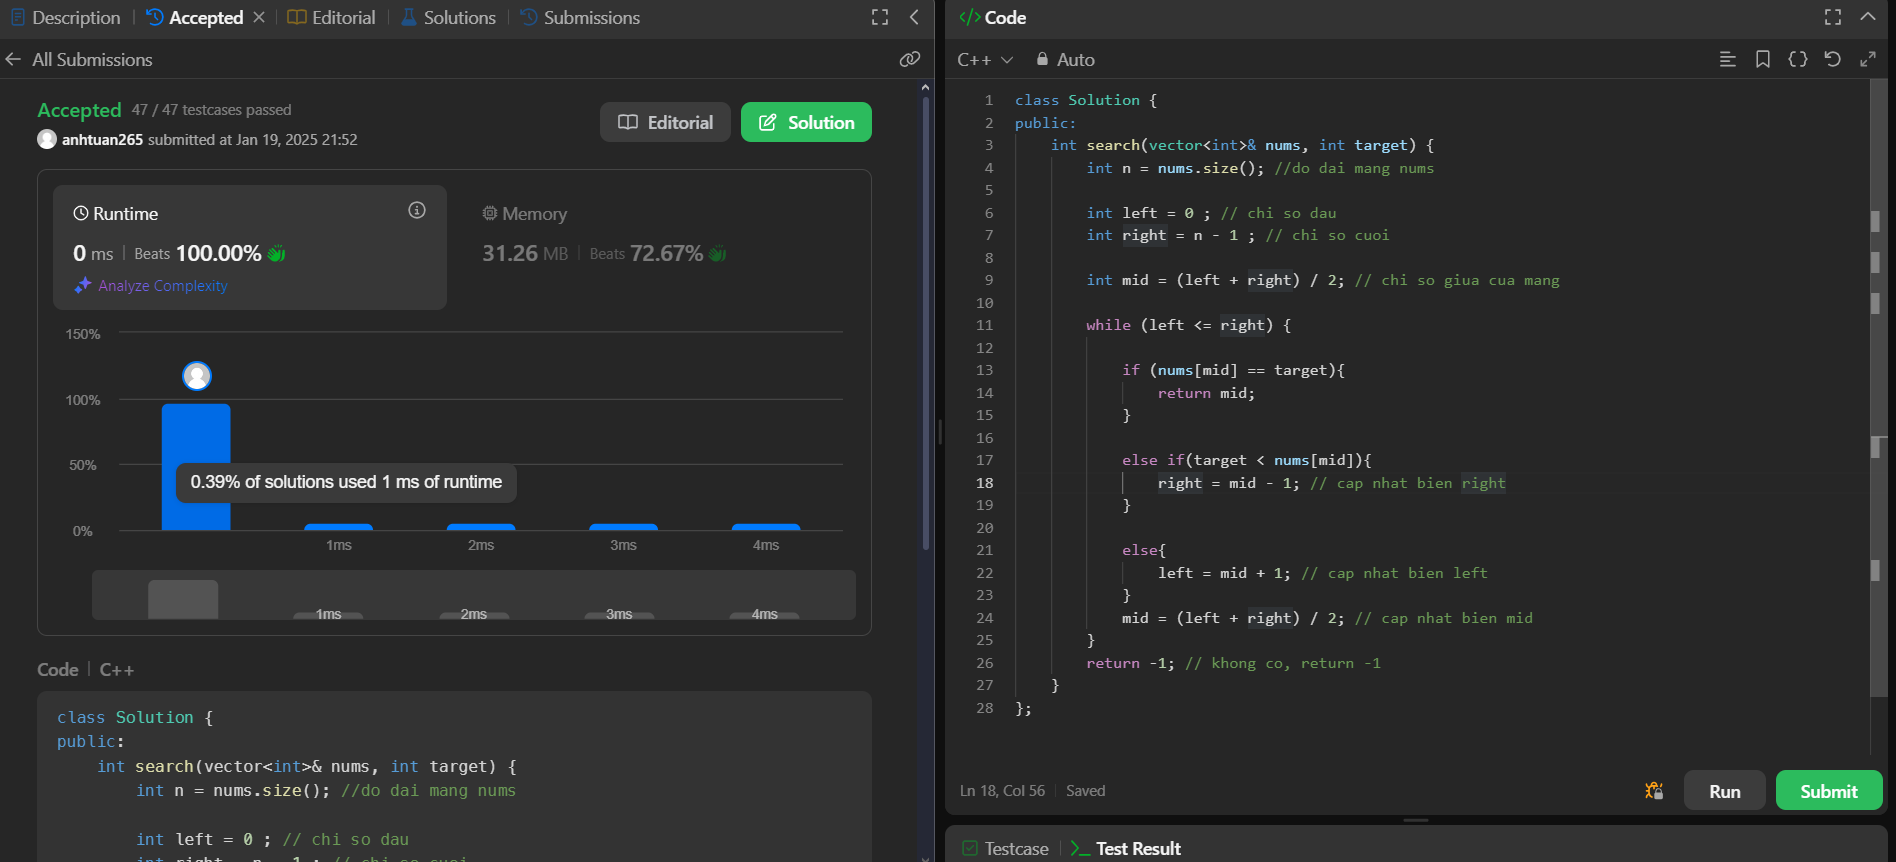 Description
Accepted
Editorial
Solutions
Submissions
All Submissions
Accepted 47 / 47 testcases passed
anhtuan265 submitted at Jan 19, 2025 21:52
Editorial
Solution
Runtime
0 ms
Beats 100.00%
Analyze Complexity
Memory
31.26 MB
Beats 72.67%
150%
100%
50%
0%
0.39% of solutions used 1 ms of runtime
1ms
2ms
3ms
4ms
1ms
2ms
3ms
4ms
Code
C++
class Solution {
public:
int search(vector<int>& nums, int target) {
int n = nums.size(); //do dai mang nums
int left = 0 ; // chi so dau
int right = n - 1 ; // chi so cuoi
</> Code
C++
Auto
1 class Solution {
2 public:
3 int search(vector<int>& nums, int target) {
4 int n = nums.size(); //do dai mang nums
5
6 int left = 0 ; // chi so dau
7 int right = n - 1 ; // chi so cuoi
8
9 int mid = (left + right) / 2; // chi so giua cua mang
10
11 while (left <= right) {
12
13 if (nums[mid] == target){
14 return mid;
15 }
16
17 else if(target < nums[mid]){
18 right = mid - 1; // cap nhat bien right
19 }
20
21 else{
22 left = mid + 1; // cap nhat bien left
23 }
24 mid = (left + right) / 2; // cap nhat bien mid
25 }
26 return -1; // khong co, return -1
27 }
28 };
Ln 18, Col 56
Saved
Run
Submit
Testcase
Test Result